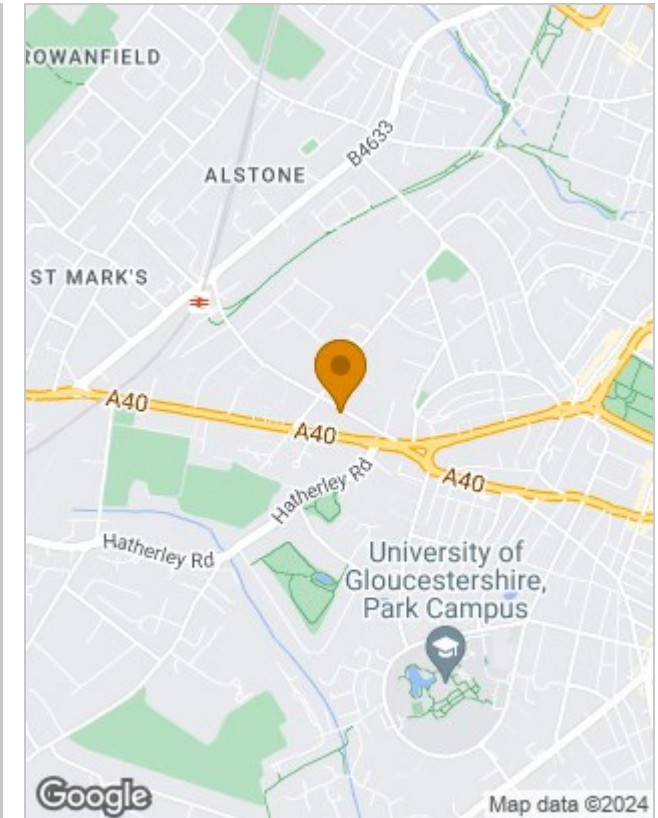 ROWANFIELD
B4633
ALSTONE
ST MARK'S
A40
A40
A40
Hatherley Rd
Hatherley Rd
University of
Gloucestershire,
Park Campus
Google
Map data ©2024